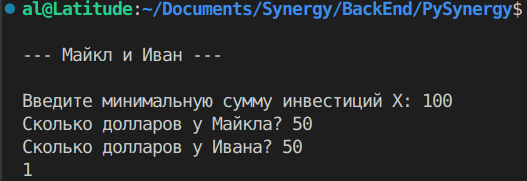 al@Latitude:~/Documents/Synergy/BackEnd/PySynergy$
--- Майкл и Иван ---
Введите минимальную сумму инвестиций X: 100
Сколько долларов у Майкла? 50
Сколько долларов у Ивана? 50
1